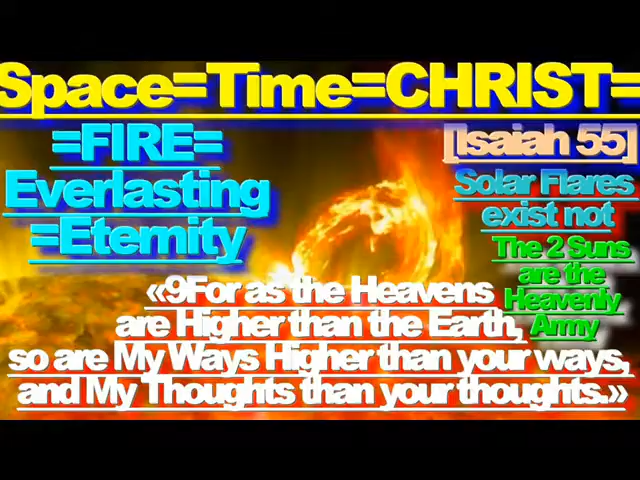 Space=Time=CHRIST=
=FIRE=
Everlasting
=Eternity
[Isaiah 55]
Solar Flares
exist not
The 2 Suns
are the
Heavenly
Army
«9For as the Heavens
are Higher than the Earth,
so are My Ways Higher than your ways,
and My Thoughts than your thoughts.»